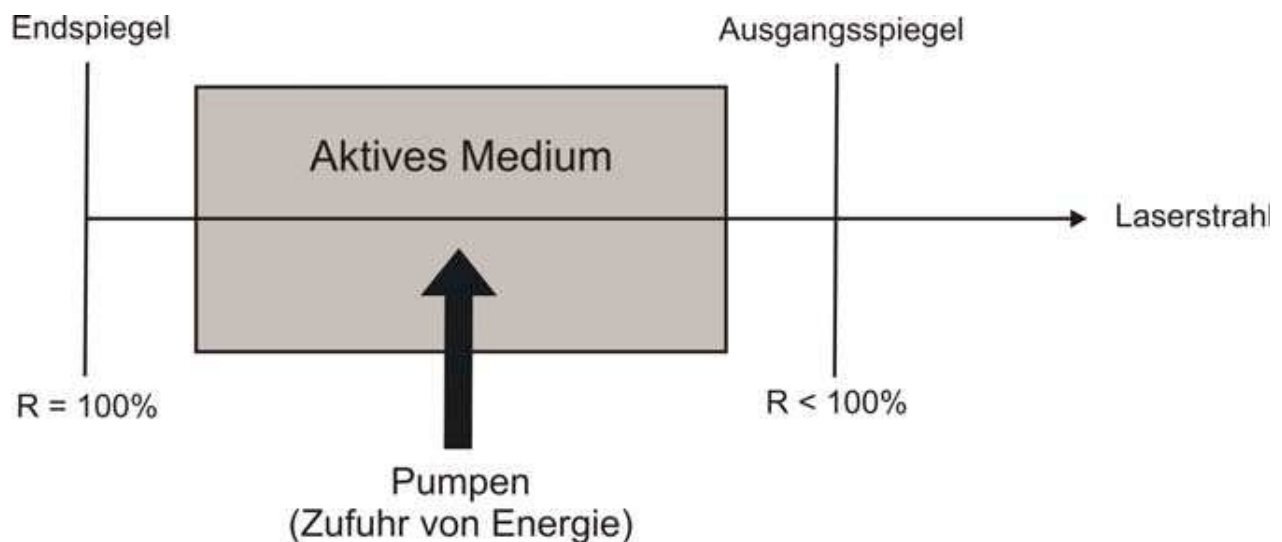 Endspiegel
Ausgangsspiegel
Aktives Medium
Laserstrahl
R = 100%
R < 100%
Pumpen
(Zufuhr von Energie)